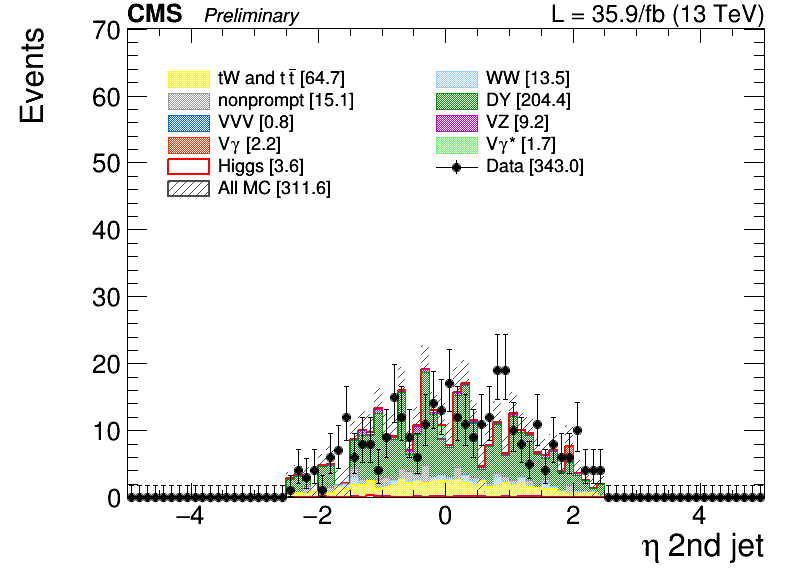 CMS Preliminary L = 35.9/fb (13 TeV)
Events
70
60
50
40
30
20
10
0
tW and t t̄ [64.7] WW [13.5]
nonprompt [15.1] DY [204.4]
VVV [0.8] VZ [9.2]
Vγ [2.2] Vγ* [1.7]
Higgs [3.6] Data [343.0]
All MC [311.6]
−4 −2 0 2 4
η 2nd jet